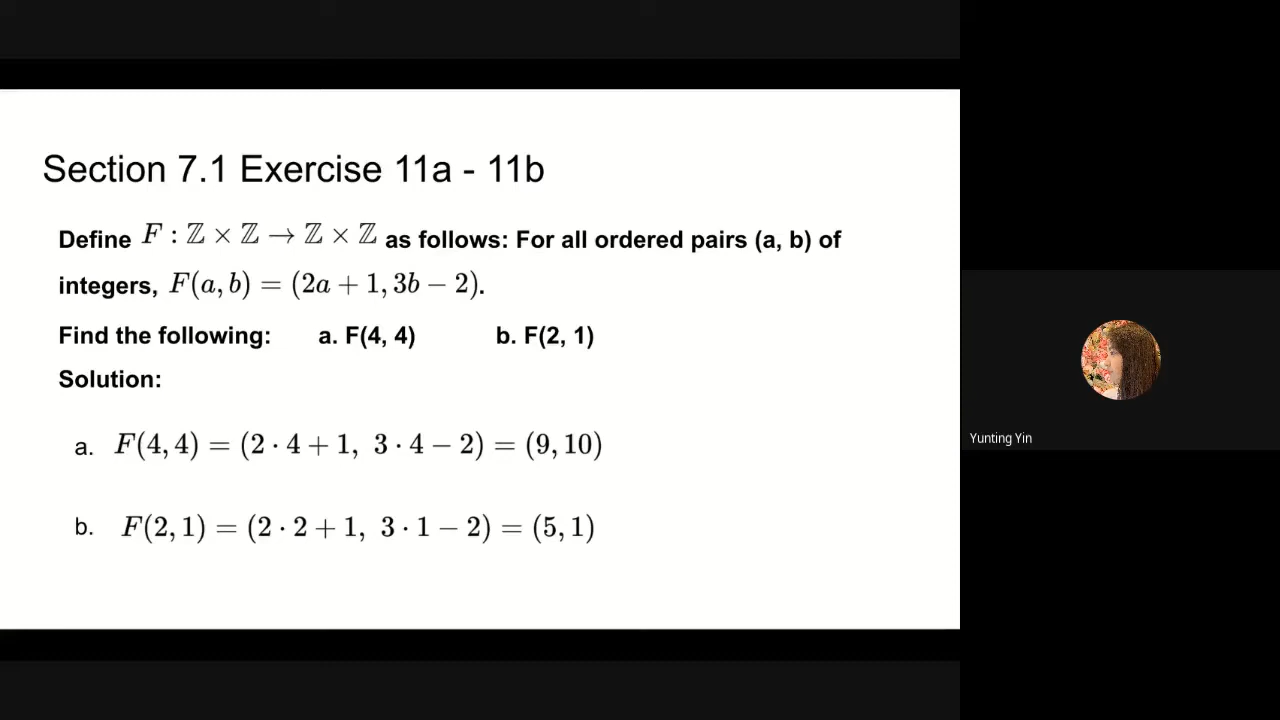 Section 7.1 Exercise 11a - 11b
Define F : ℤ × ℤ → ℤ × ℤ as follows: For all ordered pairs (a, b) of
integers, F(a, b) = (2a + 1, 3b − 2).
Find the following: a. F(4, 4) b. F(2, 1)
Solution:
a. F(4, 4) = (2 · 4 + 1, 3 · 4 − 2) = (9, 10)
b. F(2, 1) = (2 · 2 + 1, 3 · 1 − 2) = (5, 1)
Yunting Yin